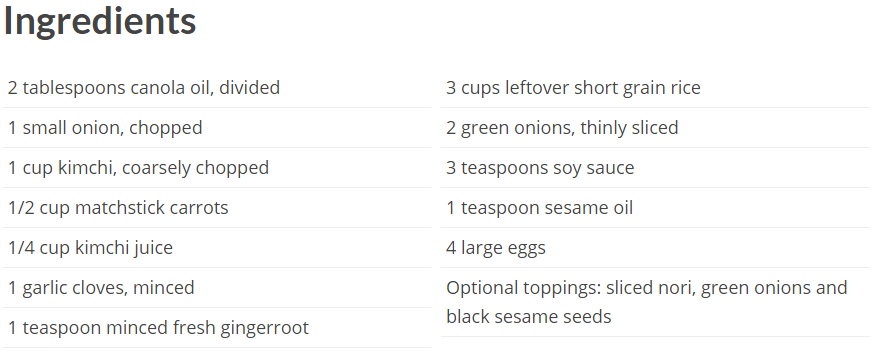 Ingredients
2 tablespoons canola oil, divided
1 small onion, chopped
1 cup kimchi, coarsely chopped
1/2 cup matchstick carrots
1/4 cup kimchi juice
1 garlic cloves, minced
1 teaspoon minced fresh gingerroot
3 cups leftover short grain rice
2 green onions, thinly sliced
3 teaspoons soy sauce
1 teaspoon sesame oil
4 large eggs
Optional toppings: sliced nori, green onions and
black sesame seeds